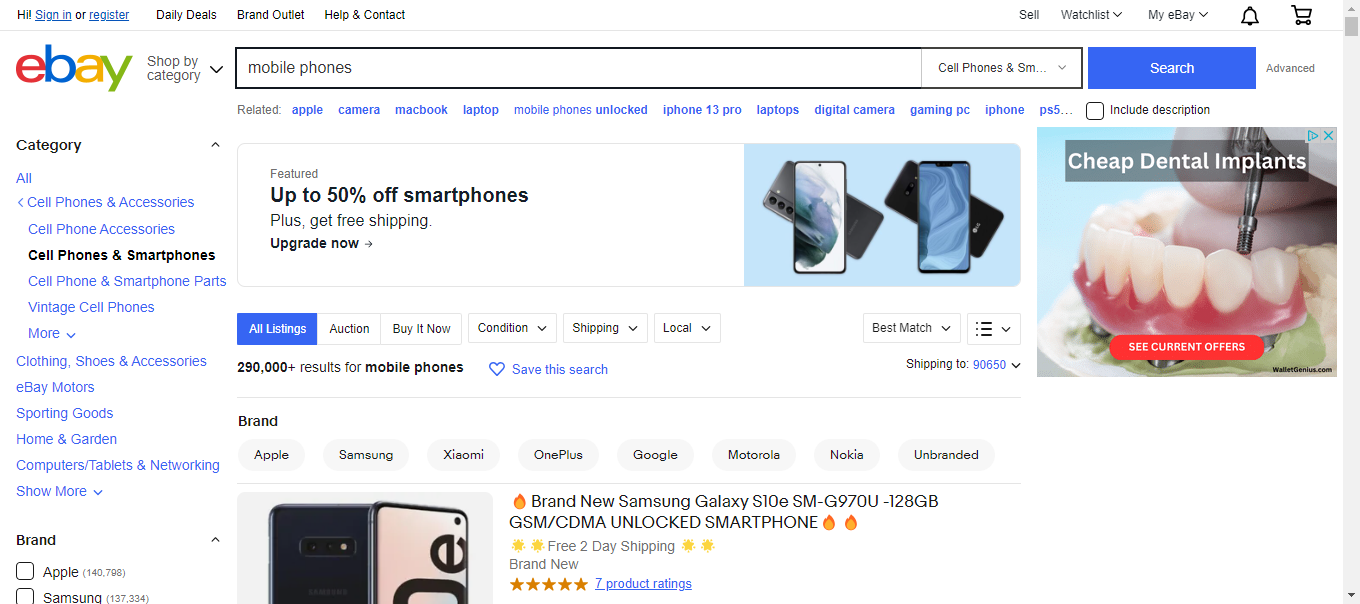 Hi! Sign in or register
Daily Deals
Brand Outlet
Help & Contact
Sell
Watchlist
My eBay
ebay
Shop by
category
mobile phones
Cell Phones & Sm...
Search
Advanced
Related: apple camera macbook laptop mobile phones unlocked iphone 13 pro laptops digital camera gaming pc iphone ps5...
Include description
Category
All
Cell Phones & Accessories
Cell Phone Accessories
Cell Phones & Smartphones
Cell Phone & Smartphone Parts
Vintage Cell Phones
More
Clothing, Shoes & Accessories
eBay Motors
Sporting Goods
Home & Garden
Computers/Tablets & Networking
Show More
Brand
Apple (140,798)
Samsung (137,334)
Featured
Up to 50% off smartphones
Plus, get free shipping.
Upgrade now →
All Listings
Auction
Buy It Now
Condition
Shipping
Local
Best Match
290,000+ results for mobile phones
Save this search
Shipping to: 90650
Brand
Apple
Samsung
Xiaomi
OnePlus
Google
Motorola
Nokia
Unbranded
SAMSUNG
🔥Brand New Samsung Galaxy S10e SM-G970U -128GB
GSM/CDMA UNLOCKED SMARTPHONE🔥 🔥
🌟 🌟Free 2 Day Shipping 🌟 🌟
Brand New
7 product ratings
Cheap Dental Implants
SEE CURRENT OFFERS
WalletGenius.com